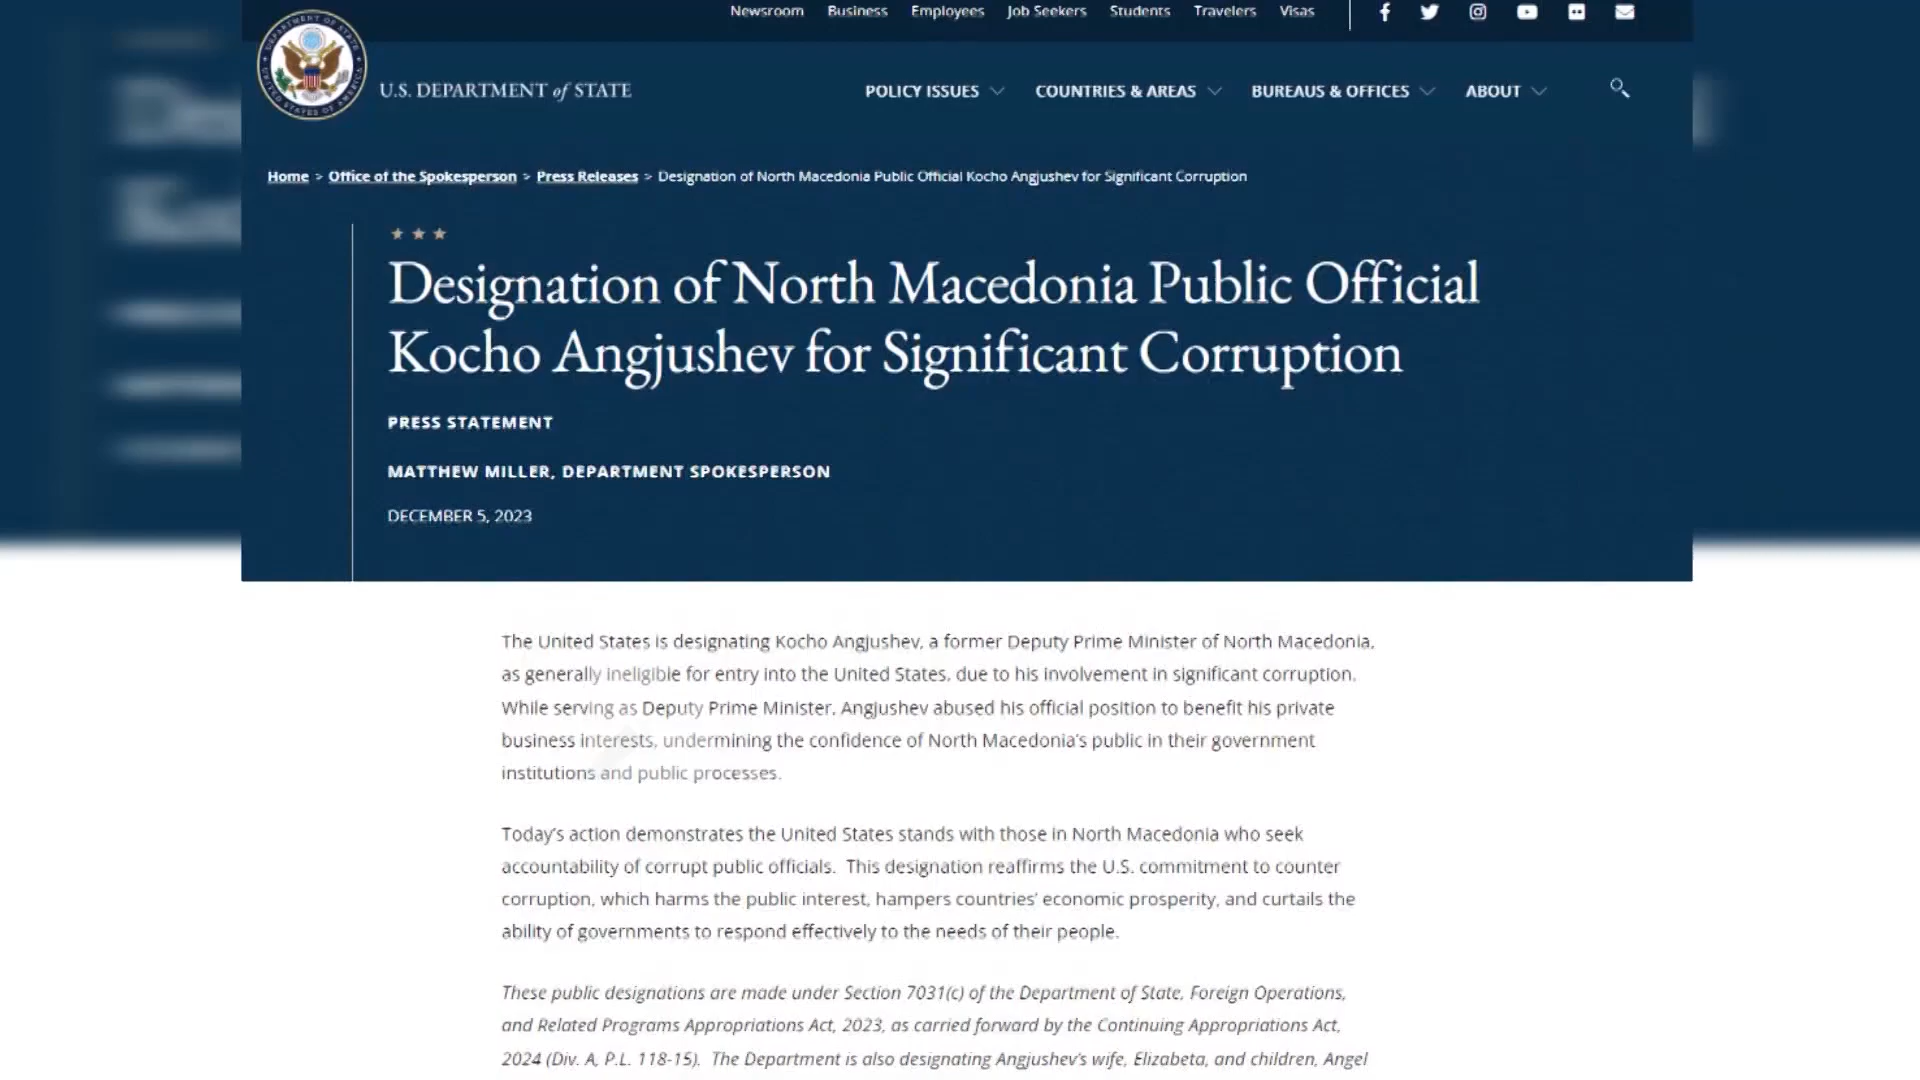 Newsroom Business Employees Job Seekers Students Travelers Visas
U.S. DEPARTMENT of STATE
POLICY ISSUES COUNTRIES & AREAS BUREAUS & OFFICES ABOUT
Home > Office of the Spokesperson > Press Releases > Designation of North Macedonia Public Official Kocho Angjushev for Significant Corruption
Designation of North Macedonia Public Official
Kocho Angjushev for Significant Corruption
PRESS STATEMENT
MATTHEW MILLER, DEPARTMENT SPOKESPERSON
DECEMBER 5, 2023
The United States is designating Kocho Angjushev, a former Deputy Prime Minister of North Macedonia,
as generally ineligible for entry into the United States, due to his involvement in significant corruption.
While serving as Deputy Prime Minister, Angjushev abused his official position to benefit his private
business interests, undermining the confidence of North Macedonia's public in their government
institutions and public processes.
Today's action demonstrates the United States stands with those in North Macedonia who seek
accountability of corrupt public officials.  This designation reaffirms the U.S. commitment to counter
corruption, which harms the public interest, hampers countries' economic prosperity, and curtails the
ability of governments to respond effectively to the needs of their people.
These public designations are made under Section 7031(c) of the Department of State, Foreign Operations,
and Related Programs Appropriations Act, 2023, as carried forward by the Continuing Appropriations Act,
2024 (Div. A, P.L. 118-15).  The Department is also designating Angjushev's wife, Elizabeta, and children, Angel